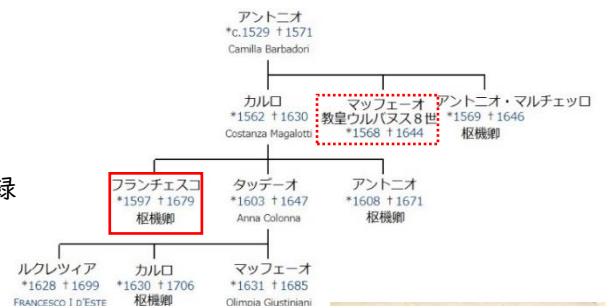 アントニオ
*c.1529 †1571
Camilla Barbadori
カルロ
*1562 †1630
Costanza Magalotti
マッフェーオ
教皇ウルバヌス８世
*1568 †1644
アントニオ・マルチェッロ
*1569 †1646
枢機卿
録
フランチェスコ
*1597 †1679
枢機卿
タッデーオ
*1603 †1647
Anna Colonna
アントニオ
*1608 †1671
枢機卿
ルクレツィア
*1628 †1699
FRANCESCO I D'ESTE
カルロ
*1630 †1706
枢機卿
マッフェーオ
*1631 †1685
Olimpia Giustiniani